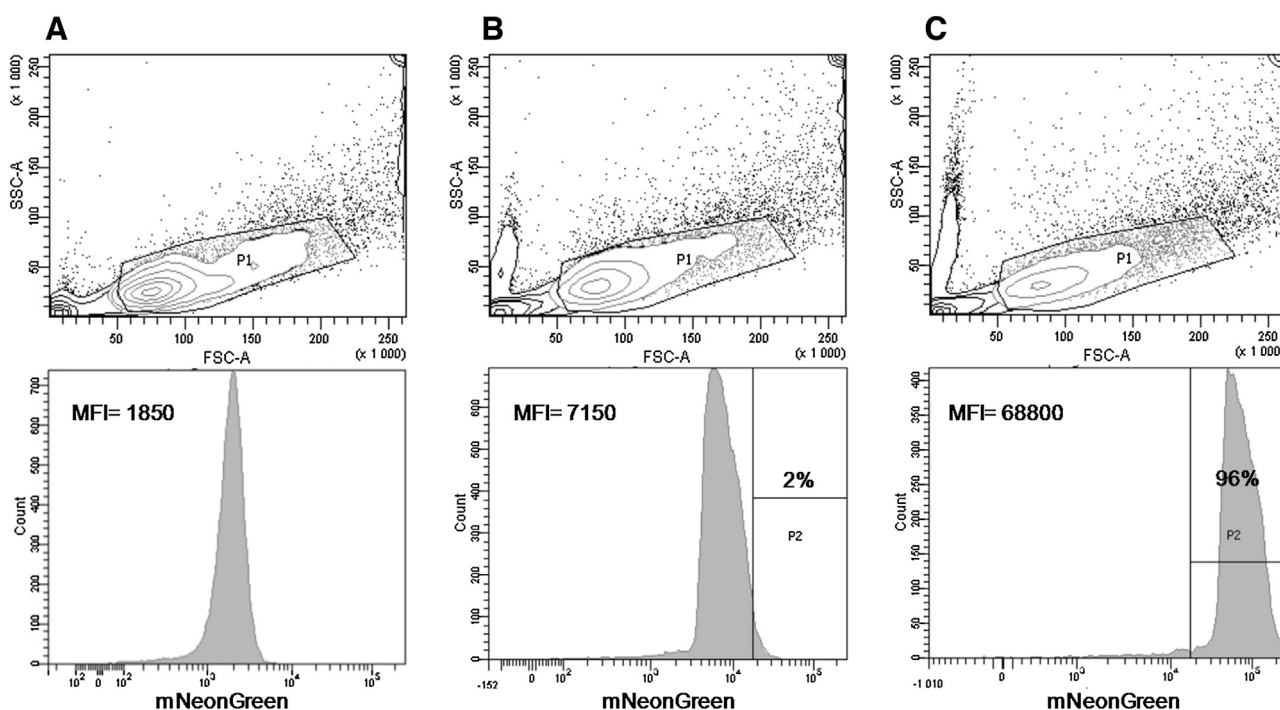 A
B
C
(x 1 000)
250
200
150
100
50
SSC-A
P1
50
100
150
200
250
FSC-A
(x 1 000)
(x 1 000)
250
200
150
100
50
SSC-A
P1
50
100
150
200
250
FSC-A
(x 1 000)
(x 1 000)
250
200
150
100
50
SSC-A
P1
50
100
150
200
250
FSC-A
(x 1 000)
MFI= 1850
700
600
500
400
300
200
100
0
Count
10² 0 10² 10³ 10⁴ 10⁵
mNeonGreen
MFI= 7150
2%
P2
600
500
400
300
200
100
0
Count
-152 0 10² 10³ 10⁴ 10⁵
mNeonGreen
MFI= 68800
96%
P2
400
350
300
250
200
150
100
50
0
Count
-1 010 0 10³ 10⁴ 10⁵
mNeonGreen